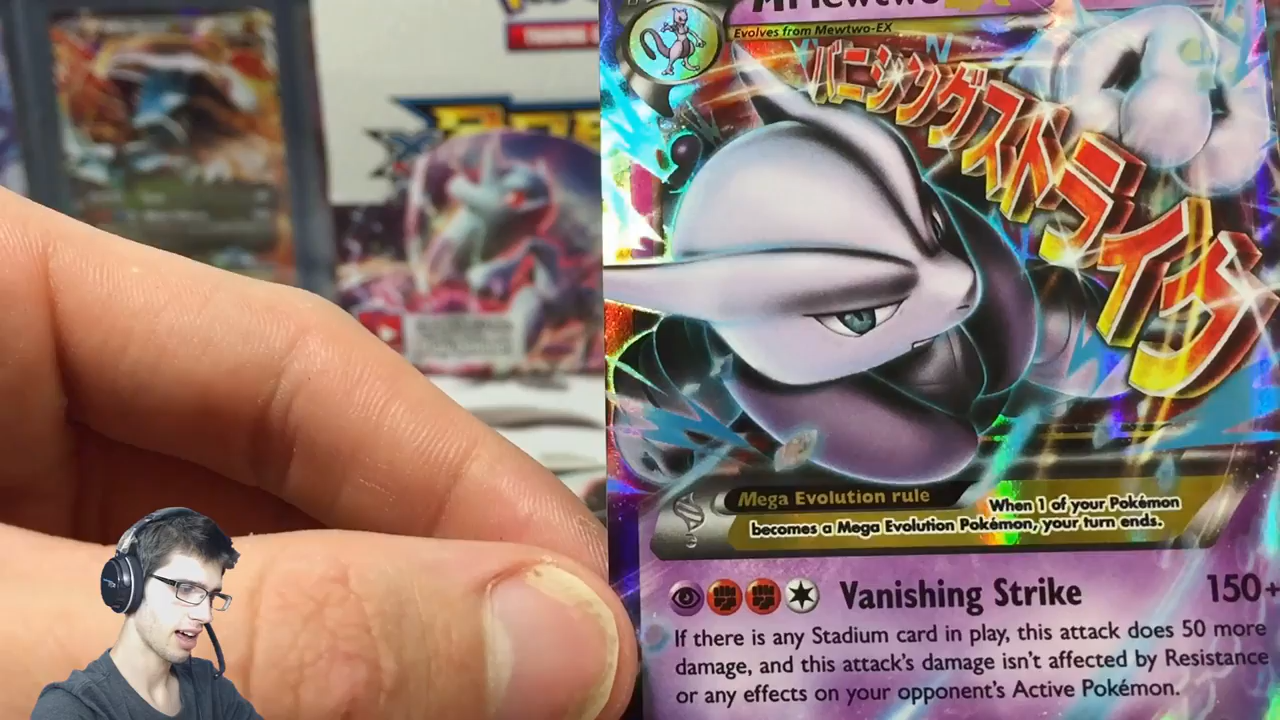 M Mewtwo EX
Evolves from Mewtwo-EX
バニシングストライク
Mega Evolution rule
When 1 of your Pokémon
becomes a Mega Evolution Pokémon, your turn ends.
Vanishing Strike 150+
If there is any Stadium card in play, this attack does 50 more
damage, and this attack's damage isn't affected by Resistance
or any effects on your opponent's Active Pokémon.